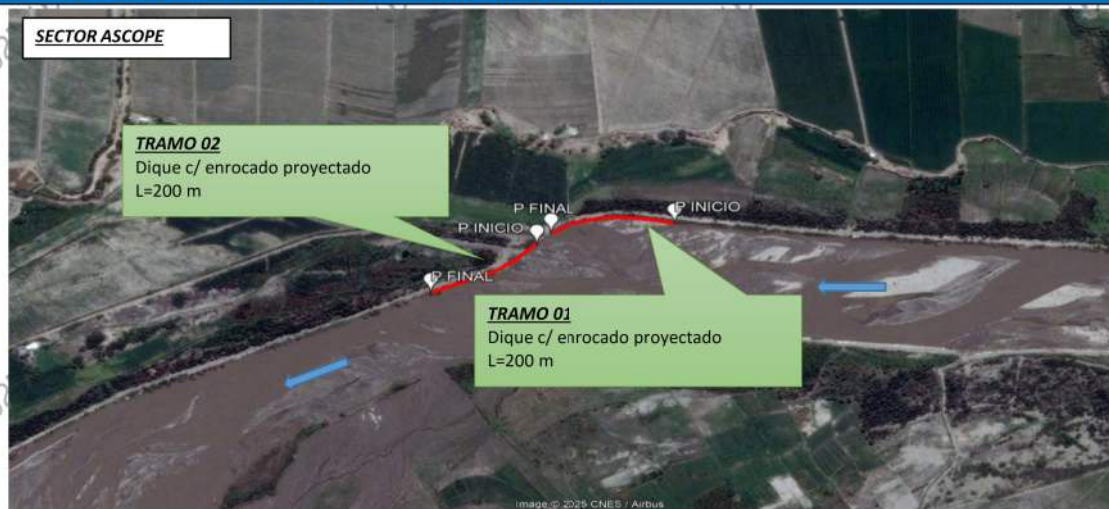 SECTOR ASCOPE
TRAMO 02
Dique c/ enrocado proyectado
L=200 m
P FINAL
P INICIO
P INICIO
P FINAL
TRAMO 01
Dique c/ enrocado proyectado
L=200 m
Image © 2025 CNES / Airbus